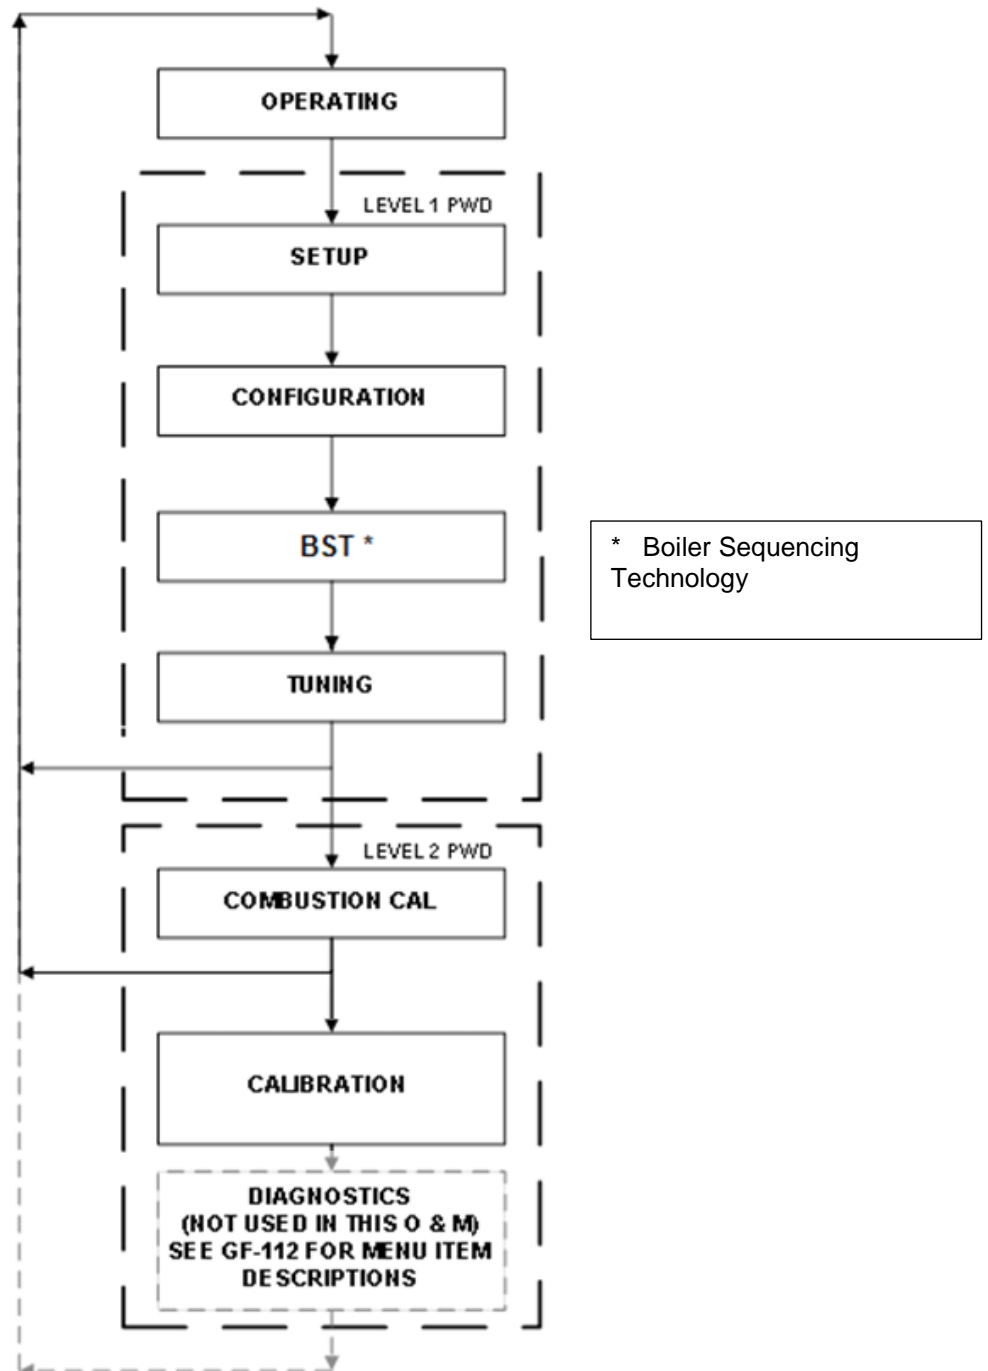 OPERATING
LEVEL 1 PWD
SETUP
CONFIGURATION
BST *
* Boiler Sequencing
Technology
TUNING
LEVEL 2 PWD
COMBUSTION CAL
CALIBRATION
DIAGNOSTICS
(NOT USED IN THIS O & M)
SEE GF-112 FOR MENU ITEM
DESCRIPTIONS